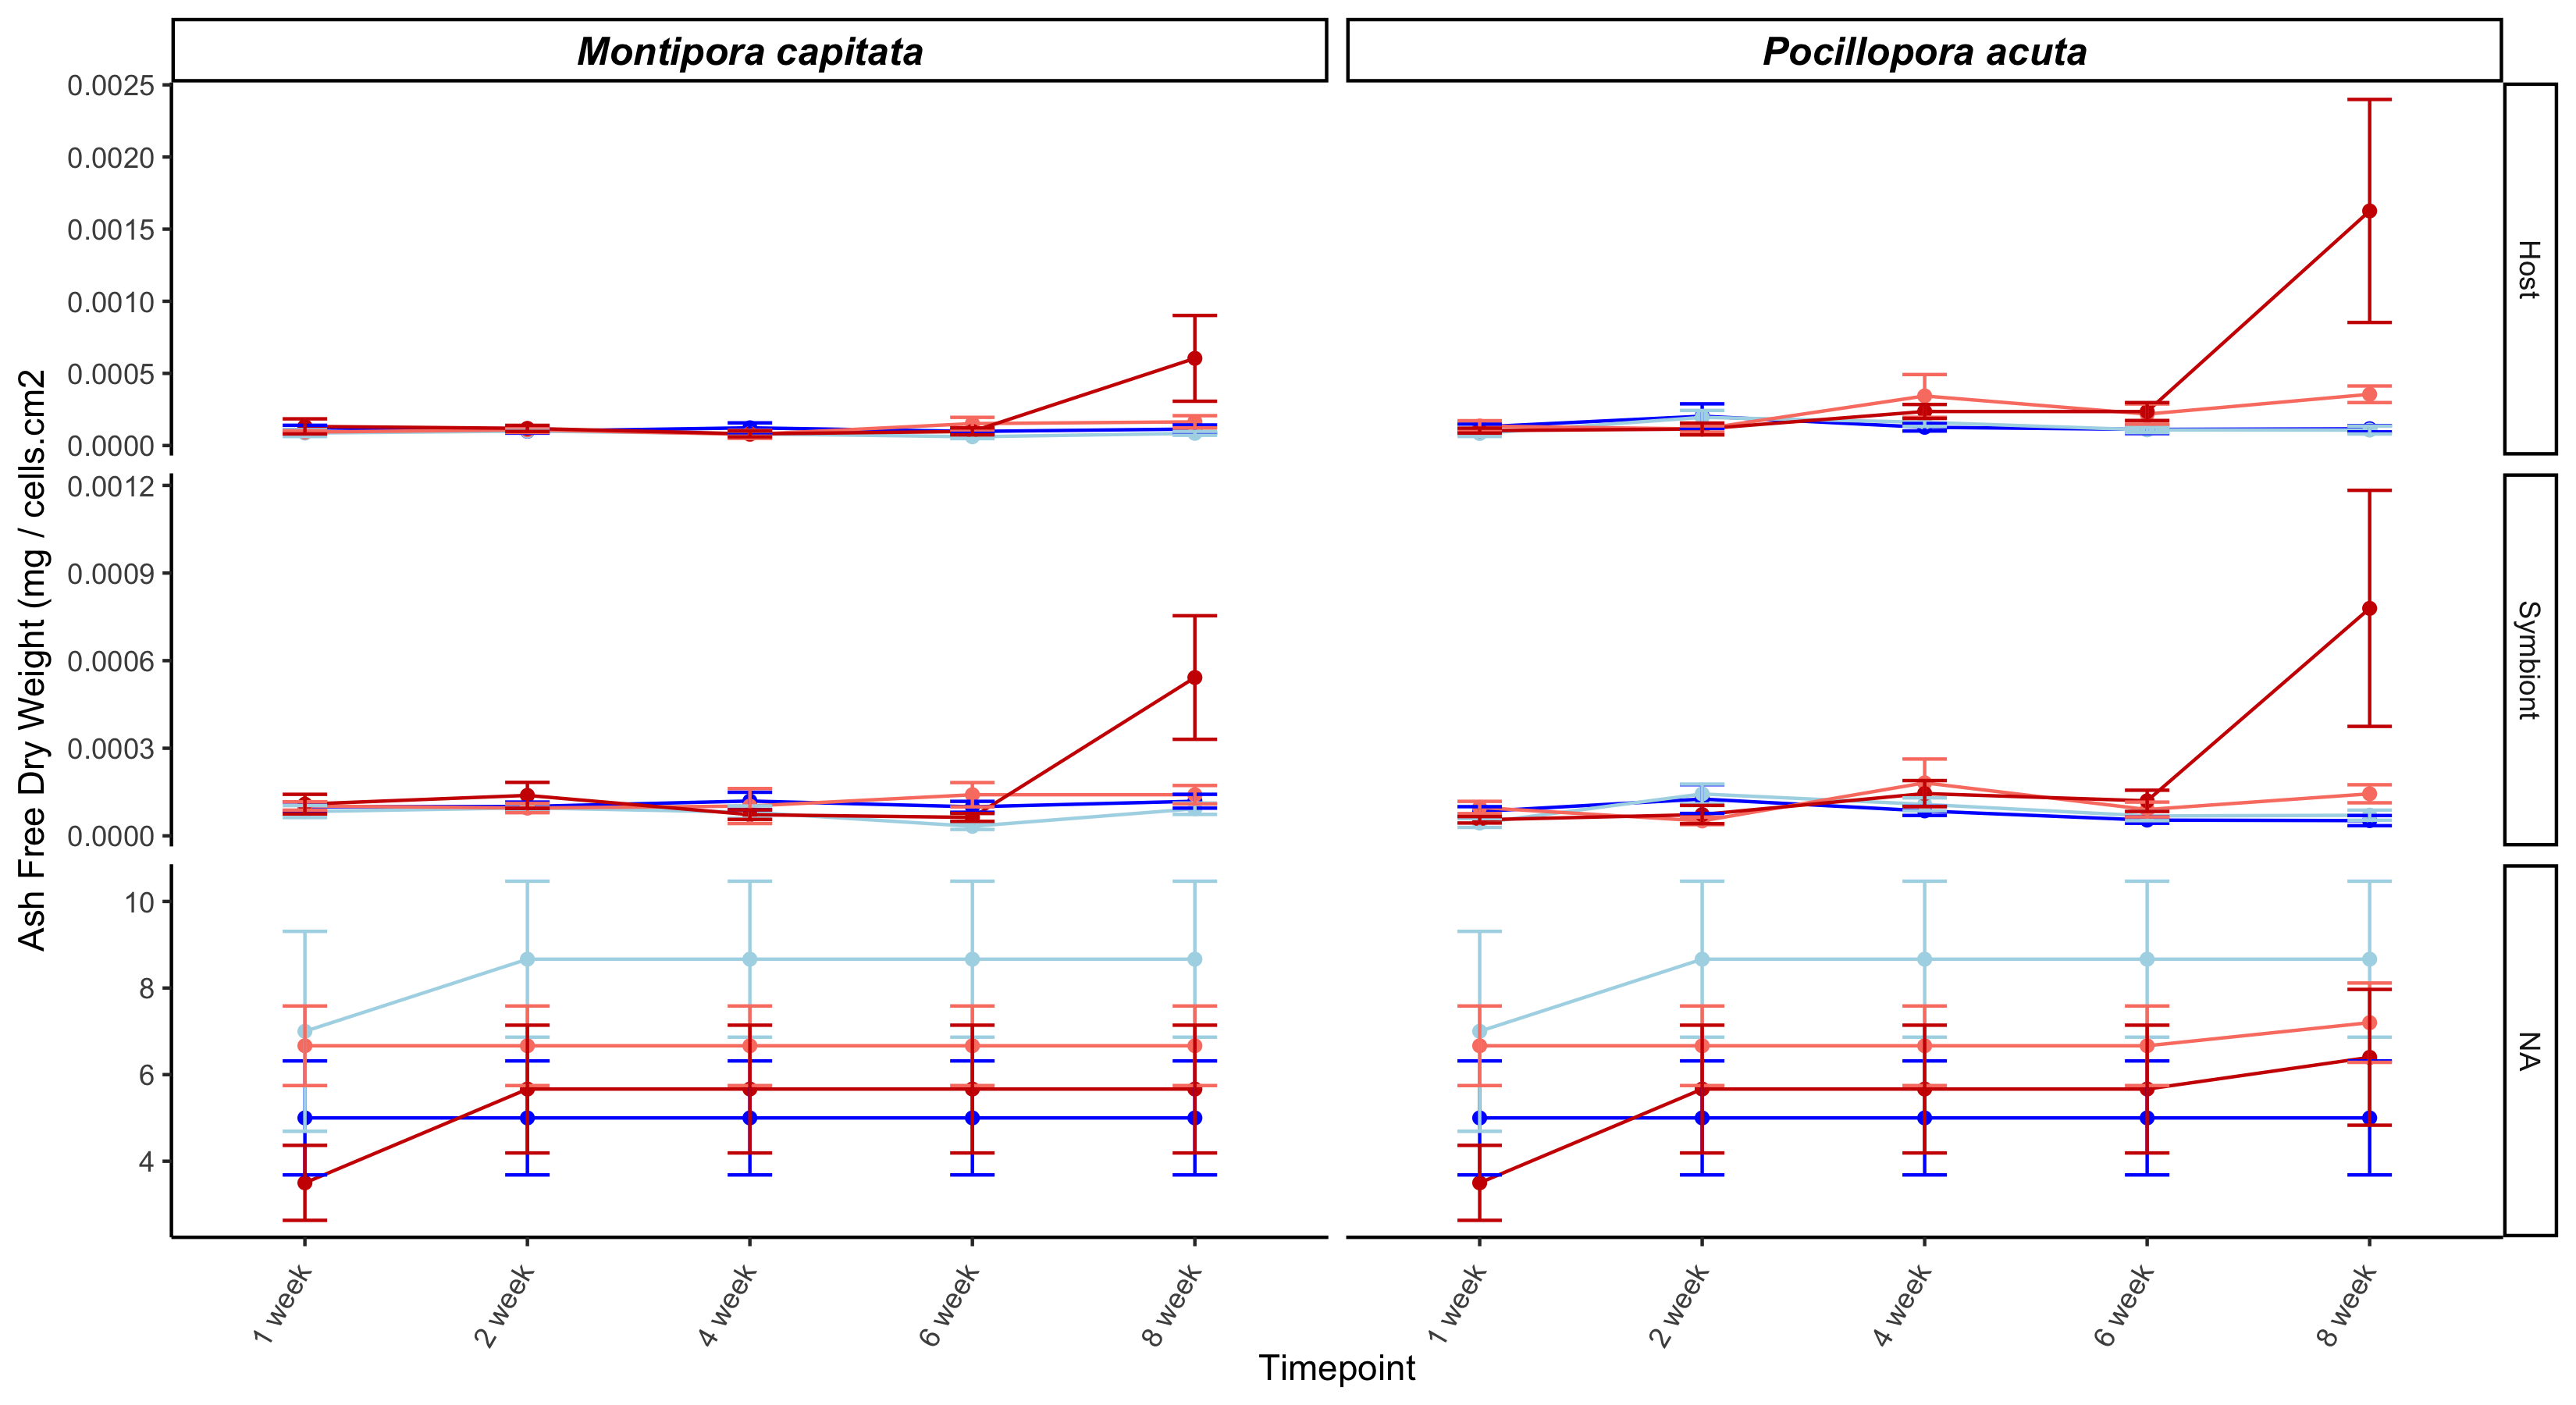 Montipora capitata
Pocillopora acuta
0.0025
0.0020
0.0015
0.0010
0.0005
0.0000
Host
0.0012
0.0009
0.0006
0.0003
0.0000
Symbiont
10
8
6
4
NA
Ash Free Dry Weight (mg / cells.cm2
1 week
2 week
4 week
6 week
8 week
1 week
2 week
4 week
6 week
8 week
Timepoint